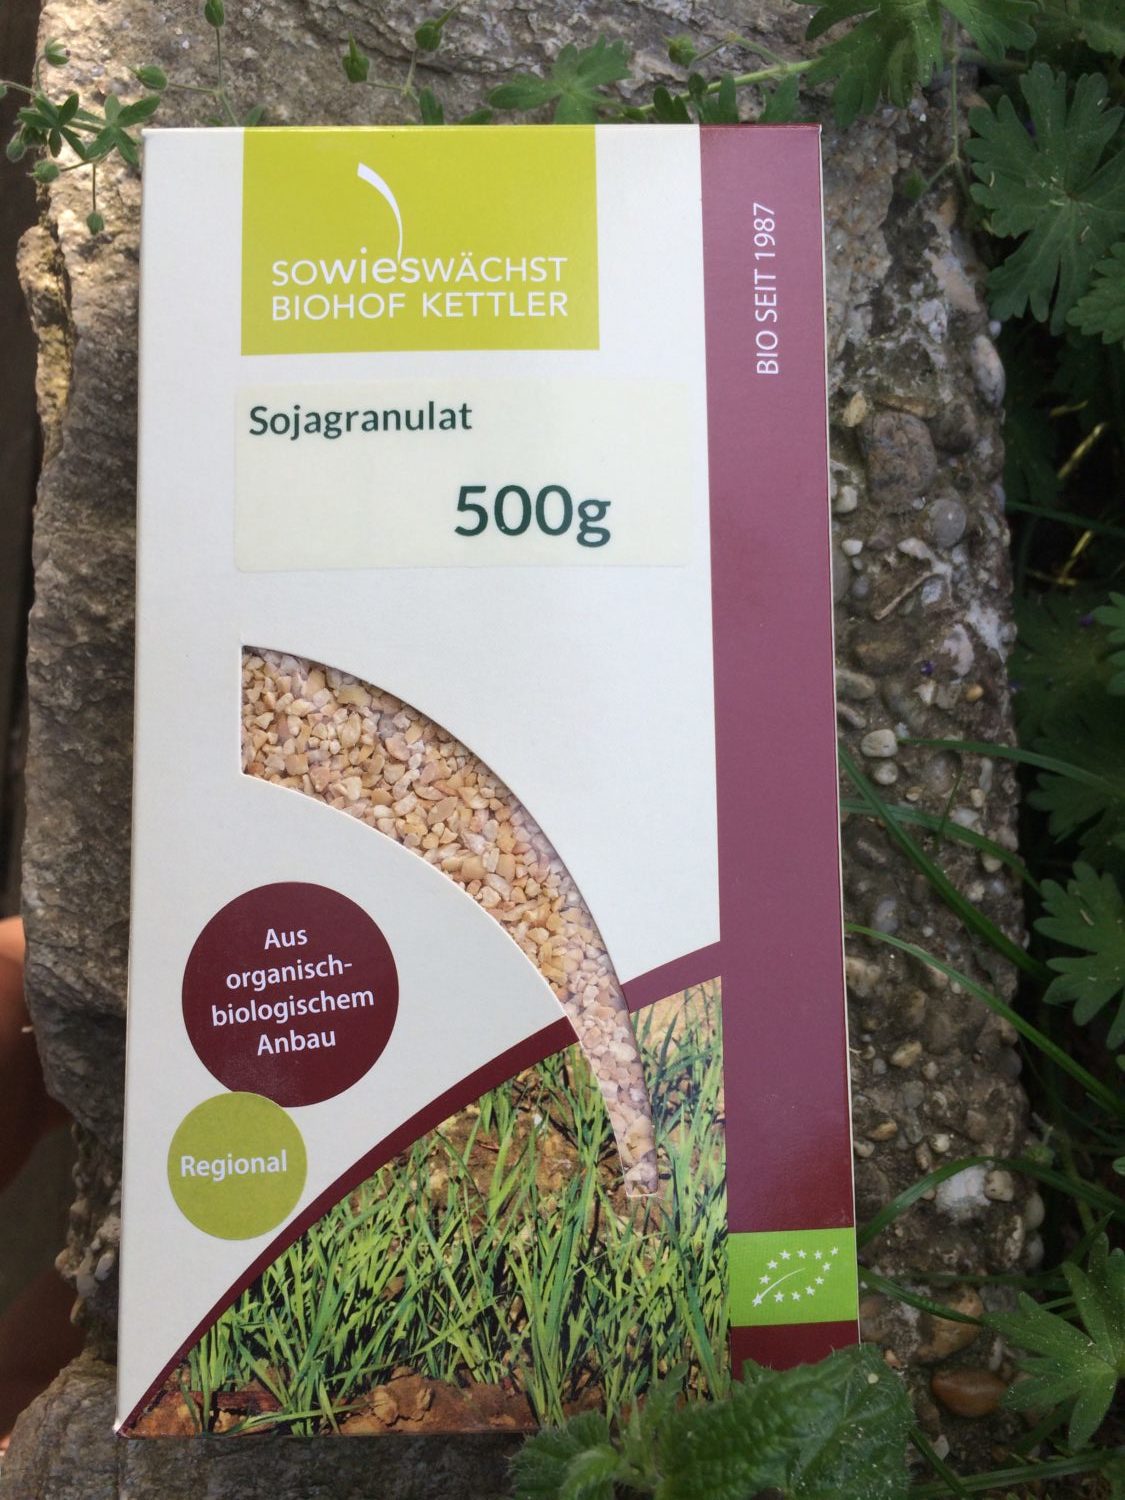 SOwiesWÄCHST
BIOHOF KETTLER
BIO SEIT 1987
Sojagranulat
500g
Aus
organisch-
biologischem
Anbau
Regional